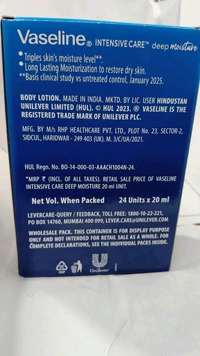 Vaseline® INTENSIVE CARE™ deep moisture
• Triples skin's moisture level**
• Long Lasting Moisturization to restore dry skin.
**Basis clinical study vs untreated control, January 2025.
BODY LOTION. MADE IN INDIA. MKTD. BY LIC. USER HINDUSTAN
UNILEVER LIMITED (HUL). © HUL 2023. ® VASELINE IS THE
REGISTERED TRADE MARK OF UNILEVER PLC.
MFG. BY M/s RHP HEALTHCARE PVT. LTD., PLOT No. 23, SECTOR-2,
SIDCUL, HARIDWAR - 249 403 (UK). M. 3/C/UA/2021.
HUL Regn. No. BO-14-000-03-AAACH1004N-24.
*MRP ₹ (INCL. OF ALL TAXES). RETAIL SALE PRICE OF VASELINE
INTENSIVE CARE DEEP MOISTURE 20 ml UNIT.
Net Vol. When Packed 24 Units x 20 ml
LEVERCARE-QUERY / FEEDBACK, TOLL FREE: 1800-10-22-221,
PO BOX 14760, MUMBAI 400 099, LEVER.CARE@UNILEVER.COM
WHOLESALE PACK. THIS CONTAINER IS FOR DISPLAY PURPOSE
ONLY AND NOT INTENDED FOR RETAIL SALE AS A WHOLE. FOR
COMPLETE DECLARATIONS, SEE THE INDIVIDUAL PACKS INSIDE.
Unilever